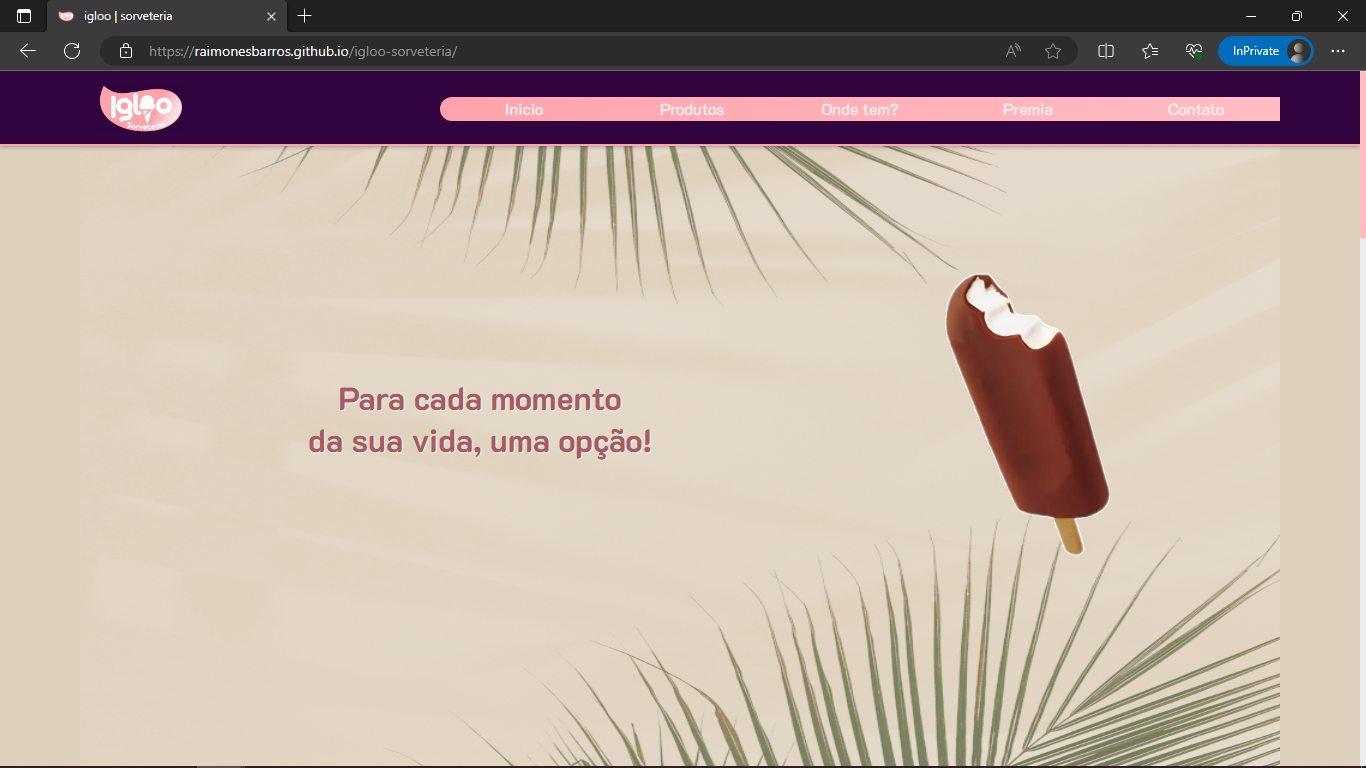 igloo | sorveteria
https://raimonesbarros.github.io/igloo-sorveteria/
InPrivate
igloo
Sorveteria
Inicio Produtos Onde tem? Premia Contato
Para cada momento
da sua vida, uma opção!